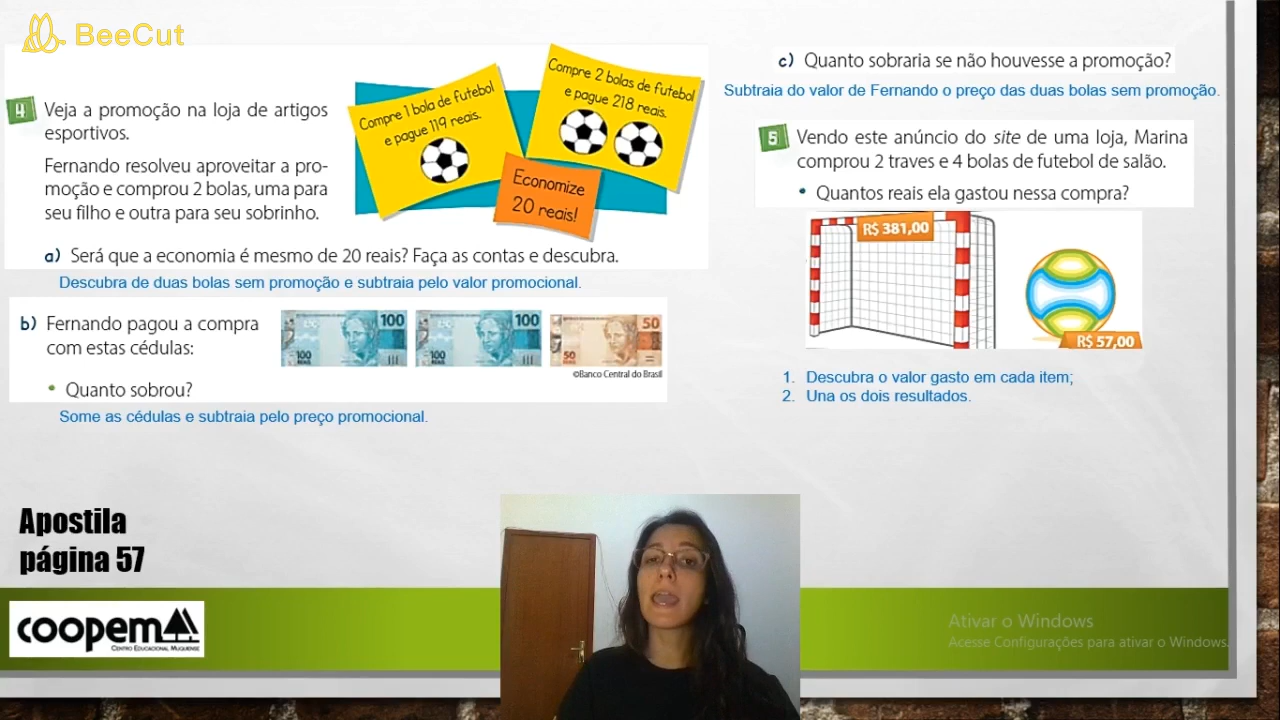 BeeCut
4 Veja a promoção na loja de artigos
esportivos.
Fernando resolveu aproveitar a pro-
moção e comprou 2 bolas, uma para
seu filho e outra para seu sobrinho.
Compre 1 bola de futebol
e pague 119 reais.
Compre 2 bolas de futebol
e pague 218 reais.
Economize
20 reais!
a) Será que a economia é mesmo de 20 reais? Faça as contas e descubra.
Descubra de duas bolas sem promoção e subtraia pelo valor promocional.
b) Fernando pagou a compra
com estas cédulas:
100
100
REAIS
100
100
REAIS
50
50
REAIS
©Banco Central do Brasil
• Quanto sobrou?
Some as cédulas e subtraia pelo preço promocional.
c) Quanto sobraria se não houvesse a promoção?
Subtraia do valor de Fernando o preço das duas bolas sem promoção.
5 Vendo este anúncio do site de uma loja, Marina
comprou 2 traves e 4 bolas de futebol de salão.
• Quantos reais ela gastou nessa compra?
R$ 381,00
R$ 57,00
1. Descubra o valor gasto em cada item;
2. Una os dois resultados.
Apostila
página 57
coopema
CENTRO EDUCACIONAL MUQUIENSE
Ativar o Windows
Acesse Configurações para ativar o Windows.